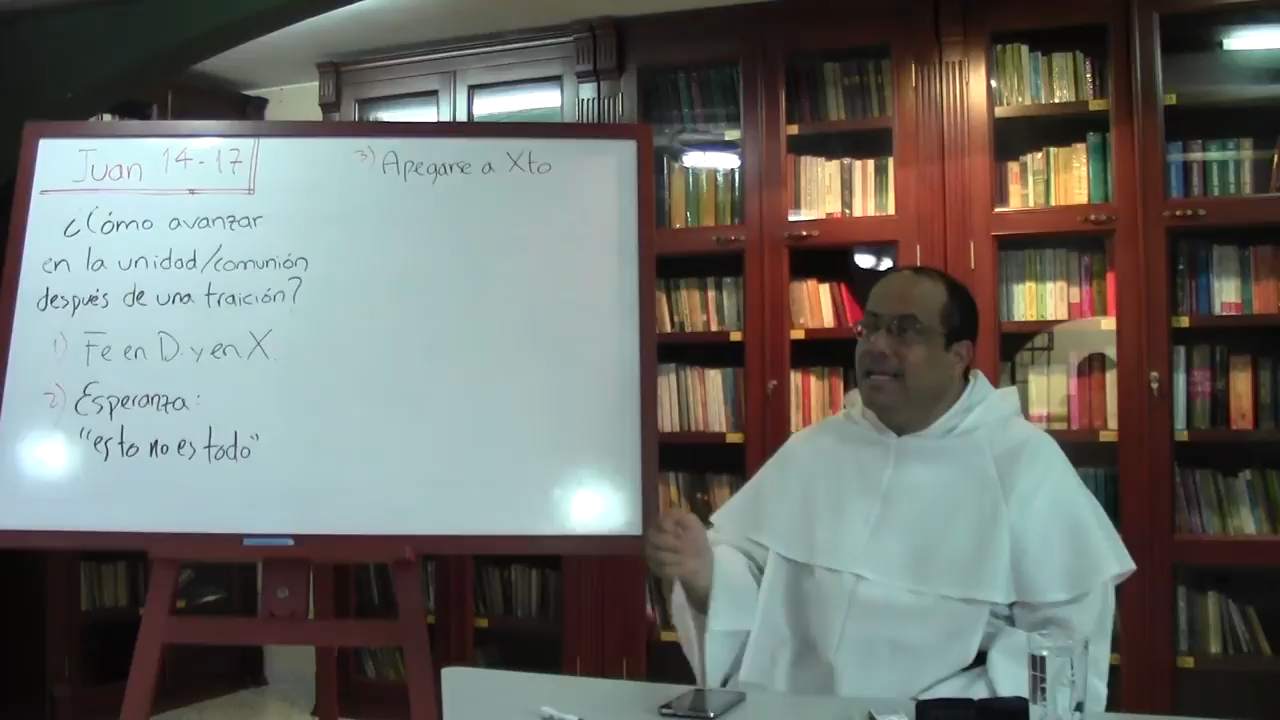 Juan 14-17
¿Cómo avanzar
en la unidad/comunión
después de una traición?
1) Fe en D. y en X.
2) Esperanza:
"esto no es todo"
3) Apegarse a Xto